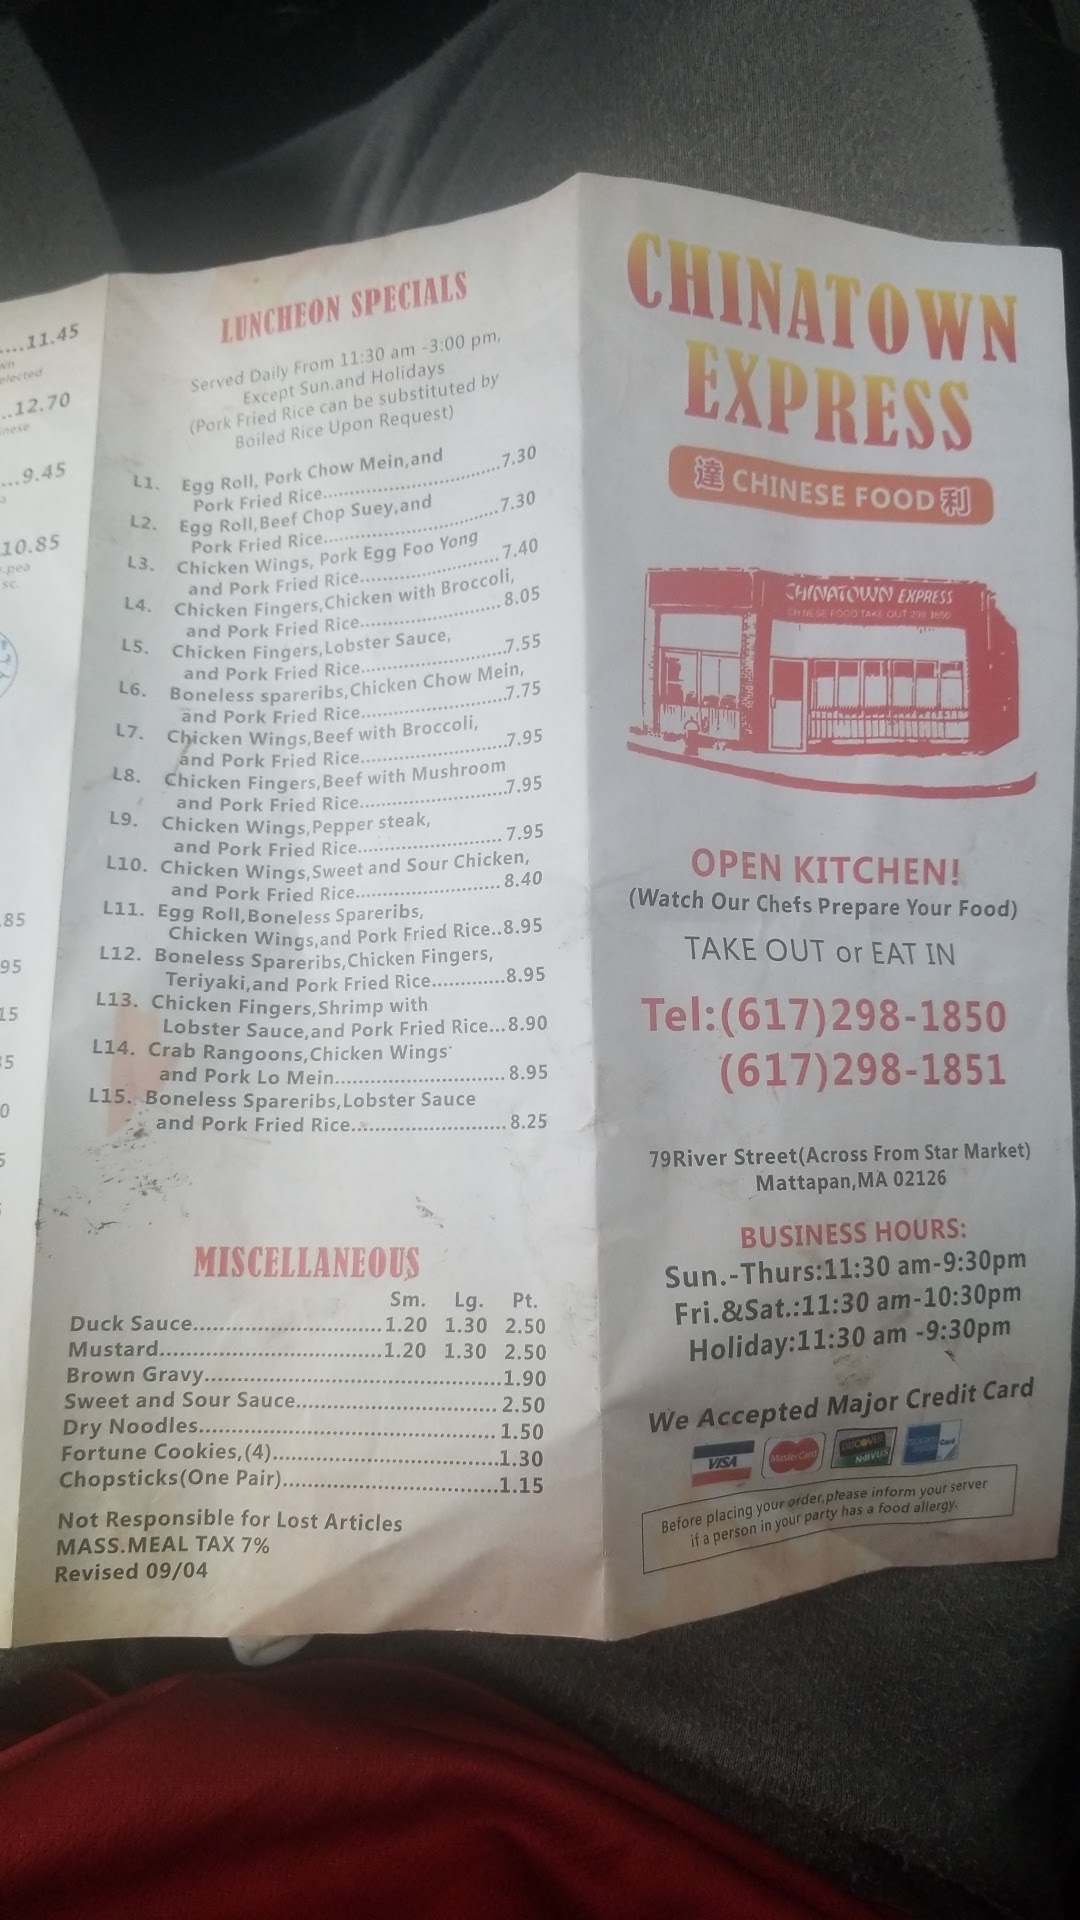 ....11.45
elected
..12.70
...9.45
10.85
.pea
sc.
.85
95
15
LUNCHEON SPECIALS
Served Daily From 11:30 am -3:00 pm,
Except Sun.and Holidays
(Pork Fried Rice can be substituted by
Boiled Rice Upon Request)
L1. Egg Roll, Pork Chow Mein,and
Pork Fried Rice..............................7.30
L2. Egg Roll,Beef Chop Suey,and
Pork Fried Rice..............................7.30
L3. Chicken Wings, Pork Egg Foo Yong
and Pork Fried Rice........................7.40
L4. Chicken Fingers,Chicken with Broccoli,
and Pork Fried Rice........................8.05
L5. Chicken Fingers,Lobster Sauce,
and Pork Fried Rice........................7.55
L6. Boneless spareribs,Chicken Chow Mein,
and Pork Fried Rice........................7.75
L7. Chicken Wings,Beef with Broccoli,
and Pork Fried Rice........................7.95
L8. Chicken Fingers,Beef with Mushroom
and Pork Fried Rice........................7.95
L9. Chicken Wings,Pepper steak,
and Pork Fried Rice........................7.95
L10. Chicken Wings,Sweet and Sour Chicken,
and Pork Fried Rice........................8.40
L11. Egg Roll,Boneless Spareribs,
Chicken Wings,and Pork Fried Rice..8.95
L12. Boneless Spareribs,Chicken Fingers,
Teriyaki,and Pork Fried Rice............8.95
L13. Chicken Fingers,Shrimp with
Lobster Sauce,and Pork Fried Rice...8.90
L14. Crab Rangoons,Chicken Wings
and Pork Lo Mein............................8.95
L15. Boneless Spareribs,Lobster Sauce
and Pork Fried Rice.........................8.25
MISCELLANEOUS
Sm. Lg. Pt.
Duck Sauce...............................1.20 1.30 2.50
Mustard....................................1.20 1.30 2.50
Brown Gravy................................................1.90
Sweet and Sour Sauce.................................2.50
Dry Noodles.................................................1.50
Fortune Cookies,(4).....................................1.30
Chopsticks(One Pair)...................................1.15
Not Responsible for Lost Articles
MASS.MEAL TAX 7%
Revised 09/04
CHINATOWN
EXPRESS
達 CHINESE FOOD 利
CHINATOWN EXPRESS
CHINESE FOOD TAKE OUT 298 1850
OPEN KITCHEN!
(Watch Our Chefs Prepare Your Food)
TAKE OUT or EAT IN
Tel:(617)298-1850
(617)298-1851
79River Street(Across From Star Market)
Mattapan,MA 02126
BUSINESS HOURS:
Sun.-Thurs:11:30 am-9:30pm
Fri.&Sat.:11:30 am-10:30pm
Holiday:11:30 am -9:30pm
We Accepted Major Credit Card
VISA MasterCard DISCOVER NOVUS
Before placing your order,please inform your server
if a person in your party has a food allergy.